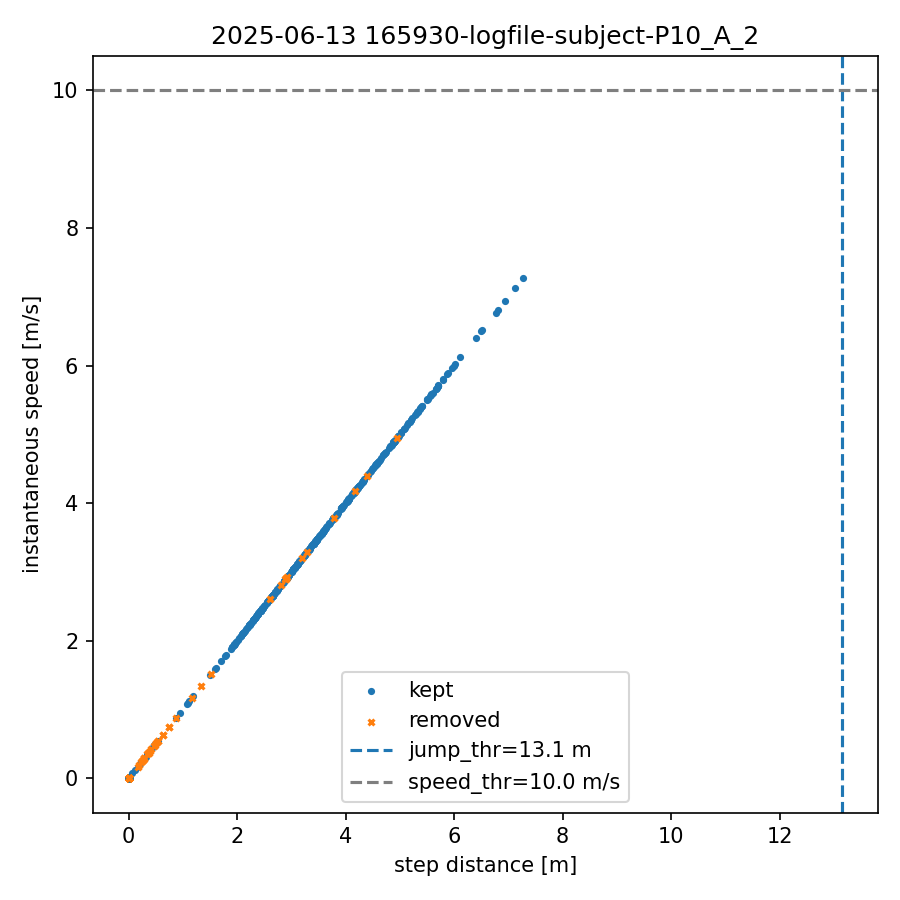 2025-06-13 165930-logfile-subject-P10_A_2
10
8
6
4
2
0
instantaneous speed [m/s]
kept
removed
jump_thr=13.1 m
speed_thr=10.0 m/s
0 2 4 6 8 10 12
step distance [m]